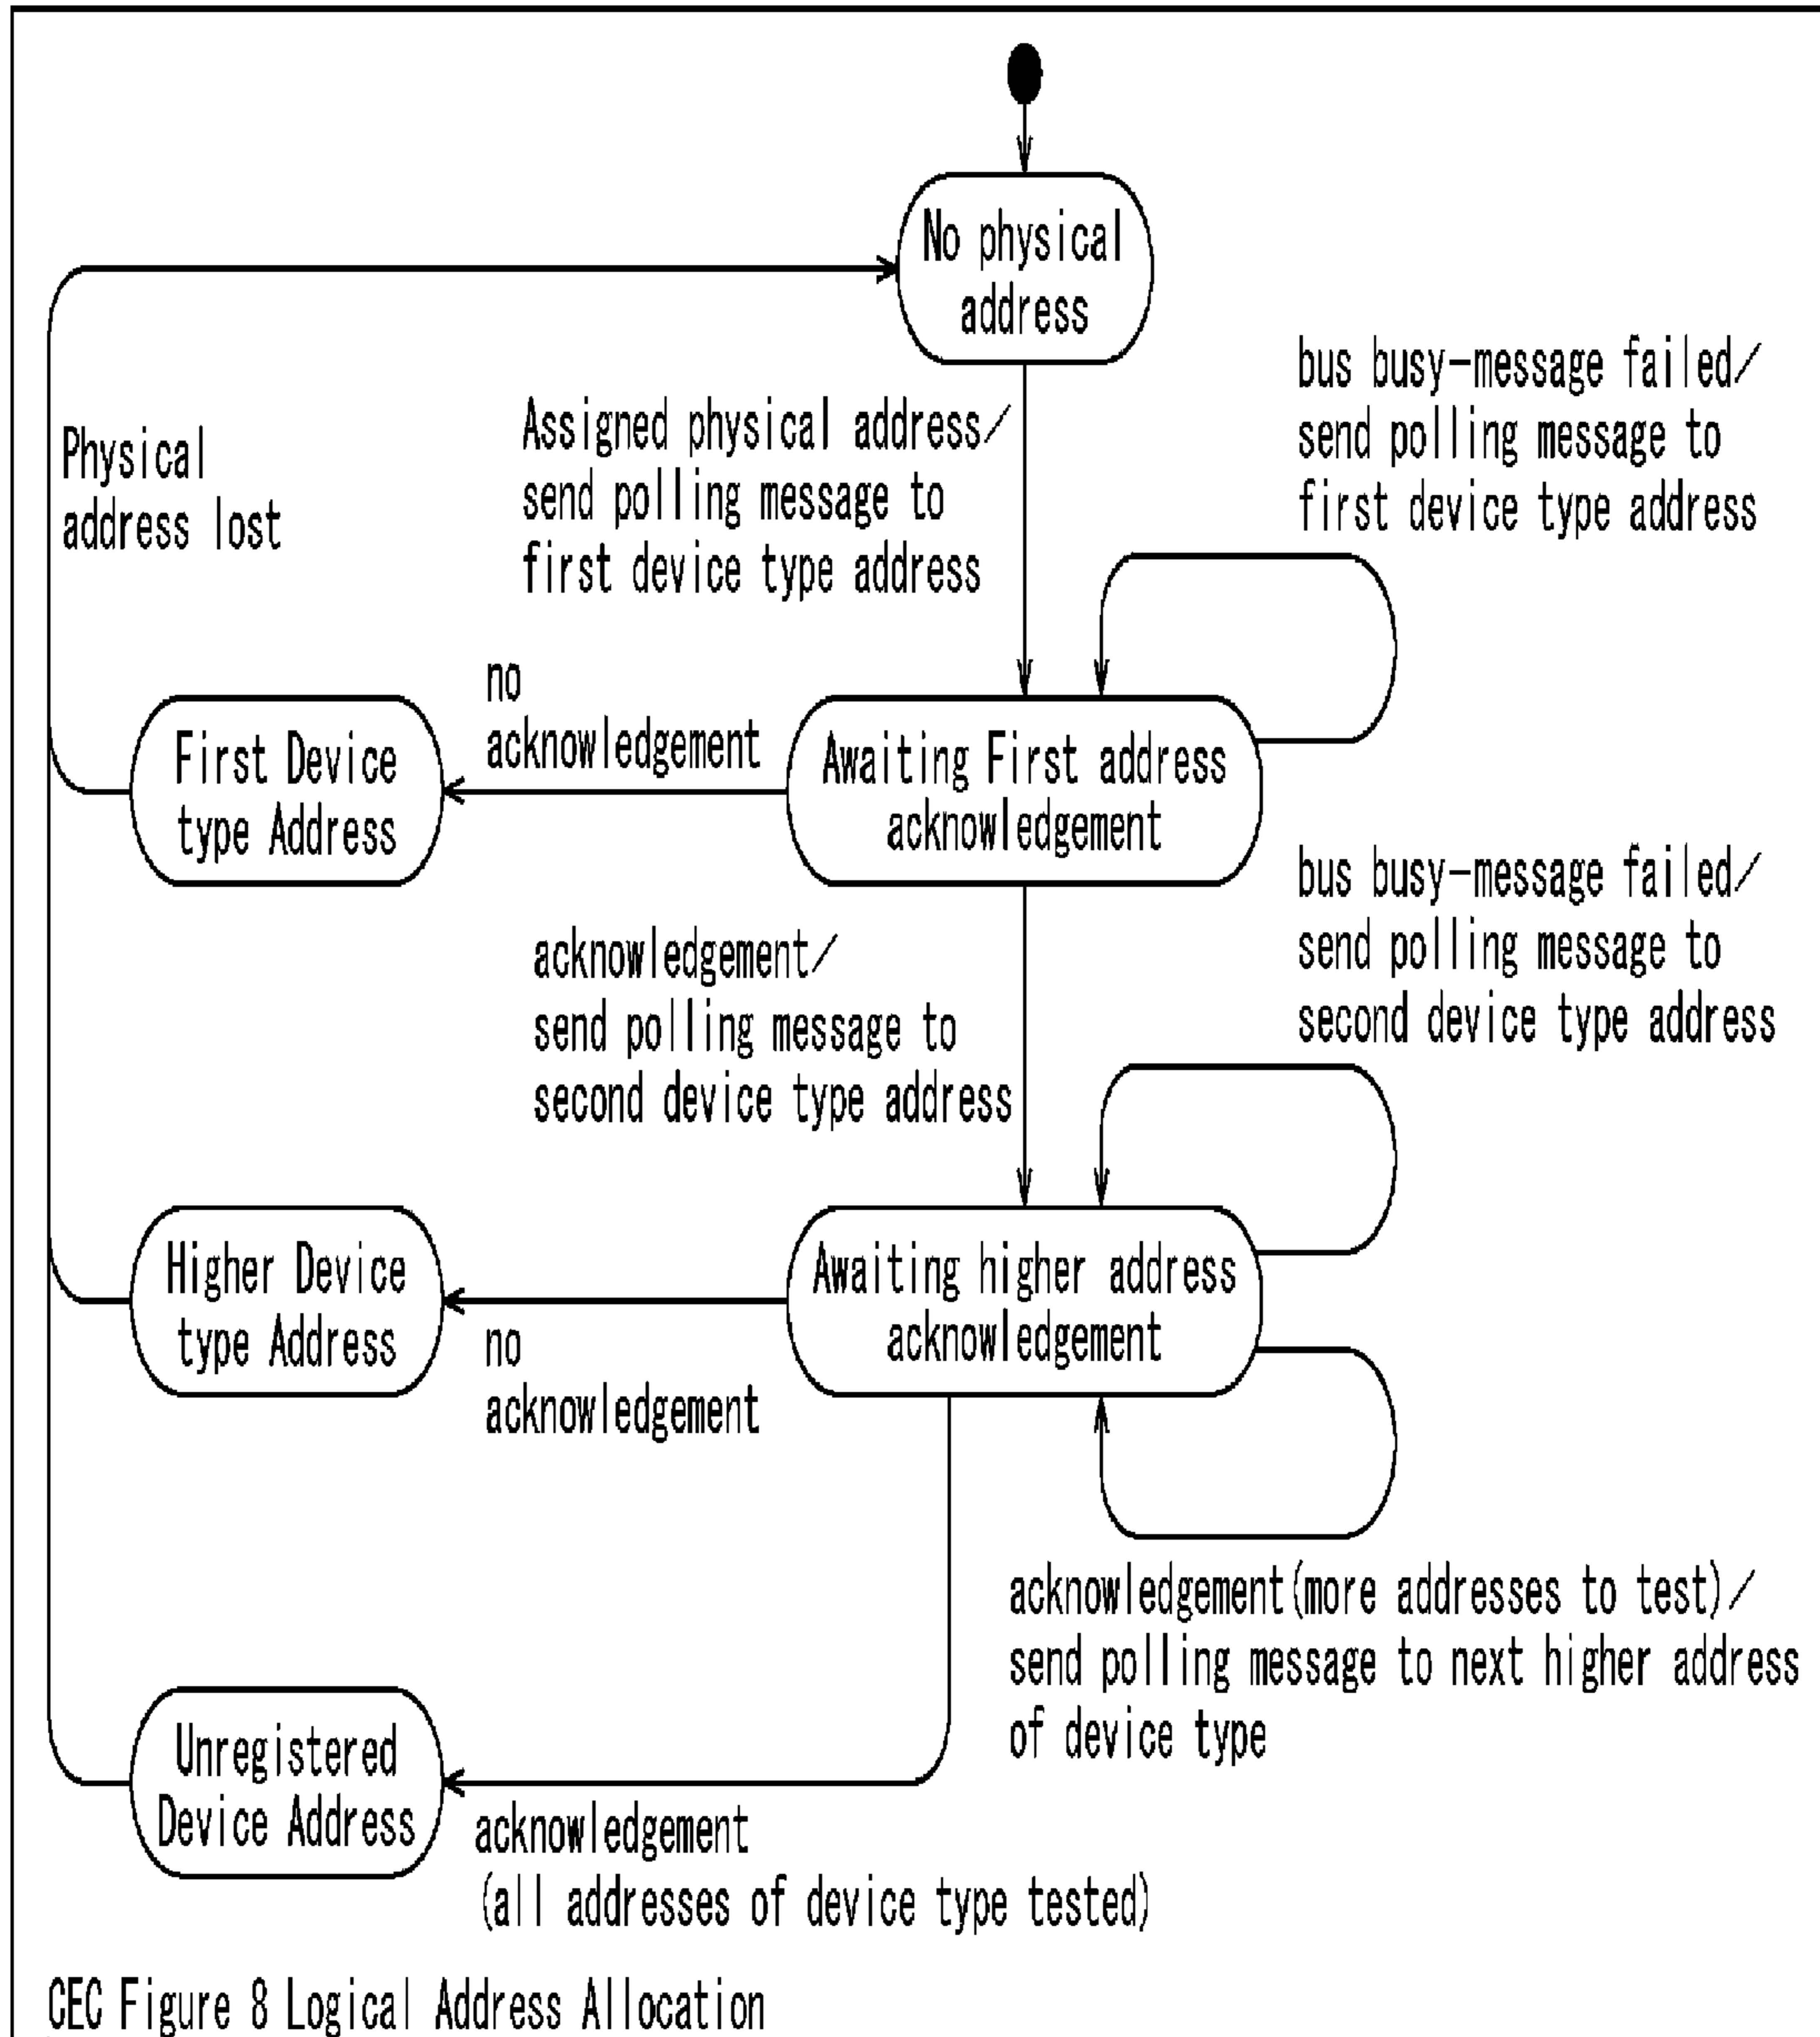 No physical
address
bus busy-message failed/
send polling message to
first device type address
Assigned physical address/
send polling message to
first device type address
Physical
address lost
no
acknowledgement
First Device
type Address
Awaiting First address
acknowledgement
bus busy-message failed/
send polling message to
second device type address
acknowledgement/
send polling message to
second device type address
Higher Device
type Address
Awaiting higher address
acknowledgement
no
acknowledgement
acknowledgement(more addresses to test)/
send polling message to next higher address
of device type
Unregistered
Device Address
acknowledgement
(all addresses of device type tested)
CEC Figure 8 Logical Address Allocation